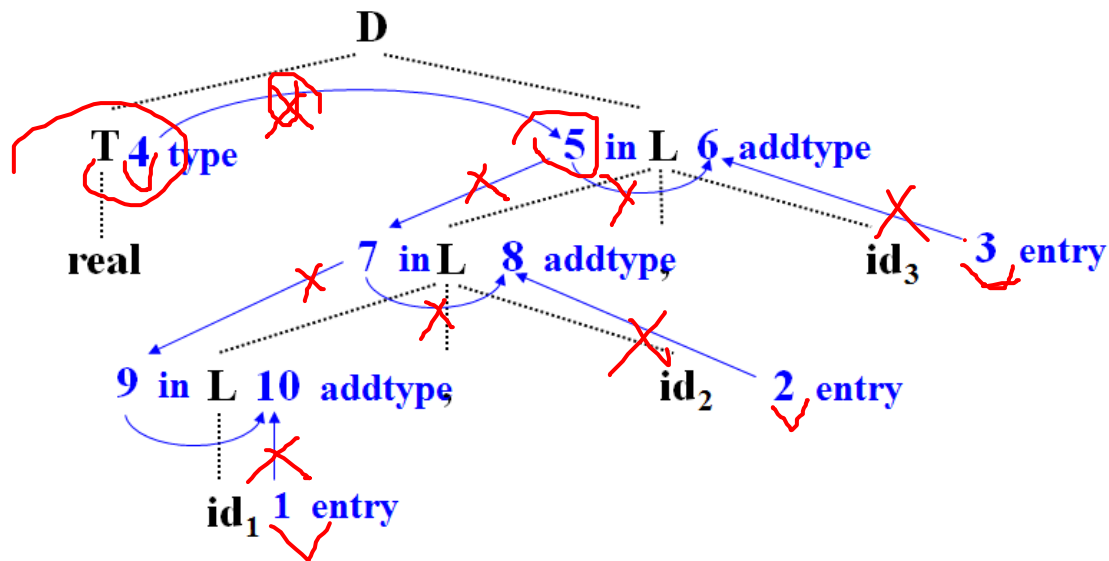 D
T 4 type
5 in L 6 addtype
real
7 in L 8 addtype ,
id3
3 entry
9 in L 10 addtype ,
id2
2 entry
id1 1 entry